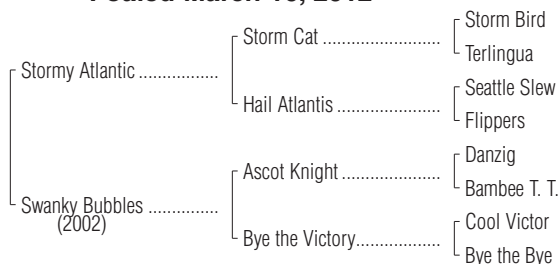 Foaled March 2012
Storm Bird
Storm Cat ........................
Terlingua
Stormy Atlantic ................
Seattle Slew
Hail Atlantis .....................
Flippers
Danzig
Ascot Knight .....................
Bambee T. T.
Swanky Bubbles ..............
(2002)
Cool Victor
Bye the Victory.................
Bye the Bye